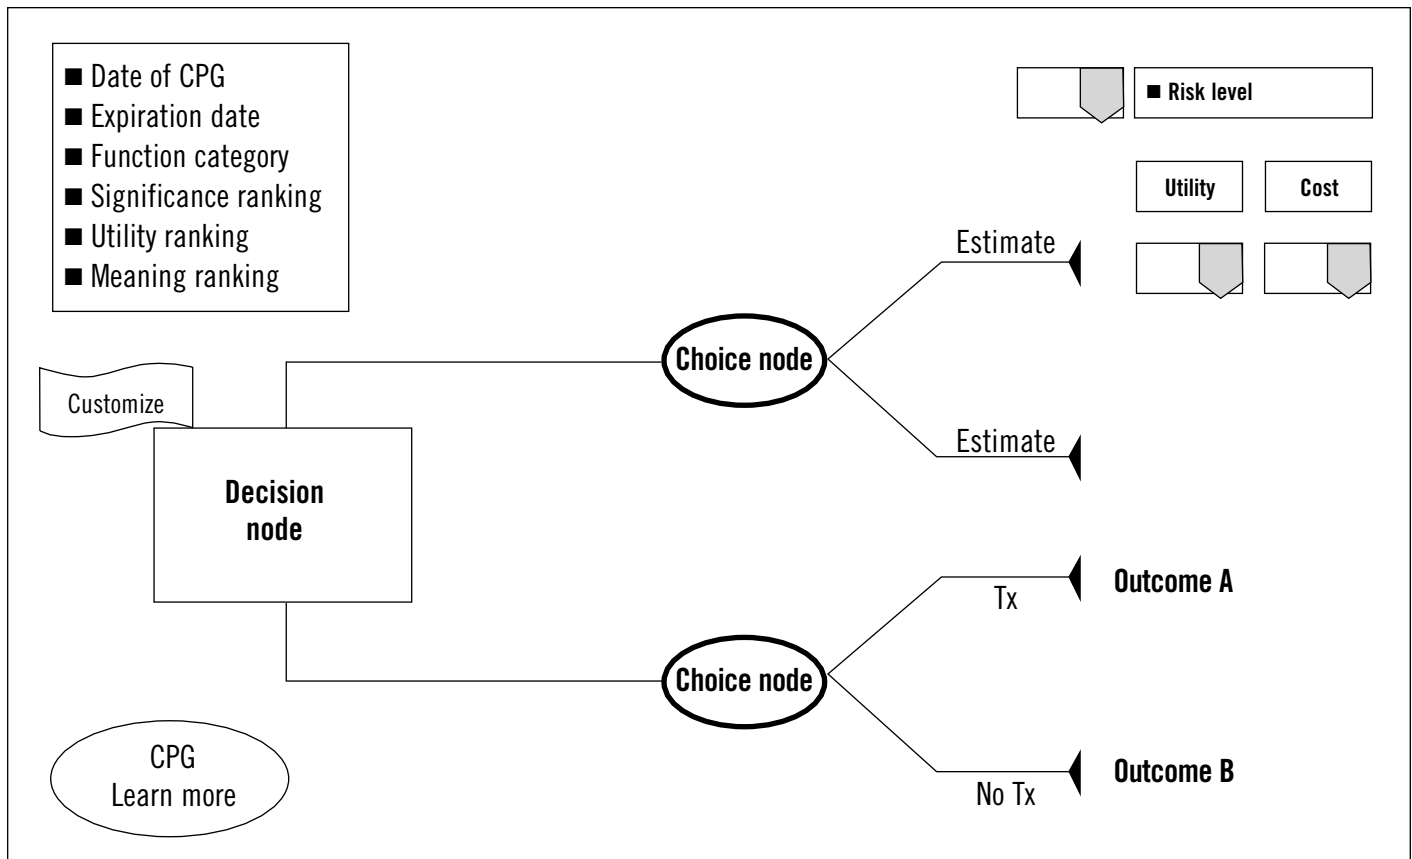 ■ Date of CPG
■ Expiration date
■ Function category
■ Significance ranking
■ Utility ranking
■ Meaning ranking
■ Risk level
Utility
Cost
Estimate
Choice node
Customize
Estimate
Decision
node
Tx
Outcome A
Choice node
CPG
Learn more
No Tx
Outcome B